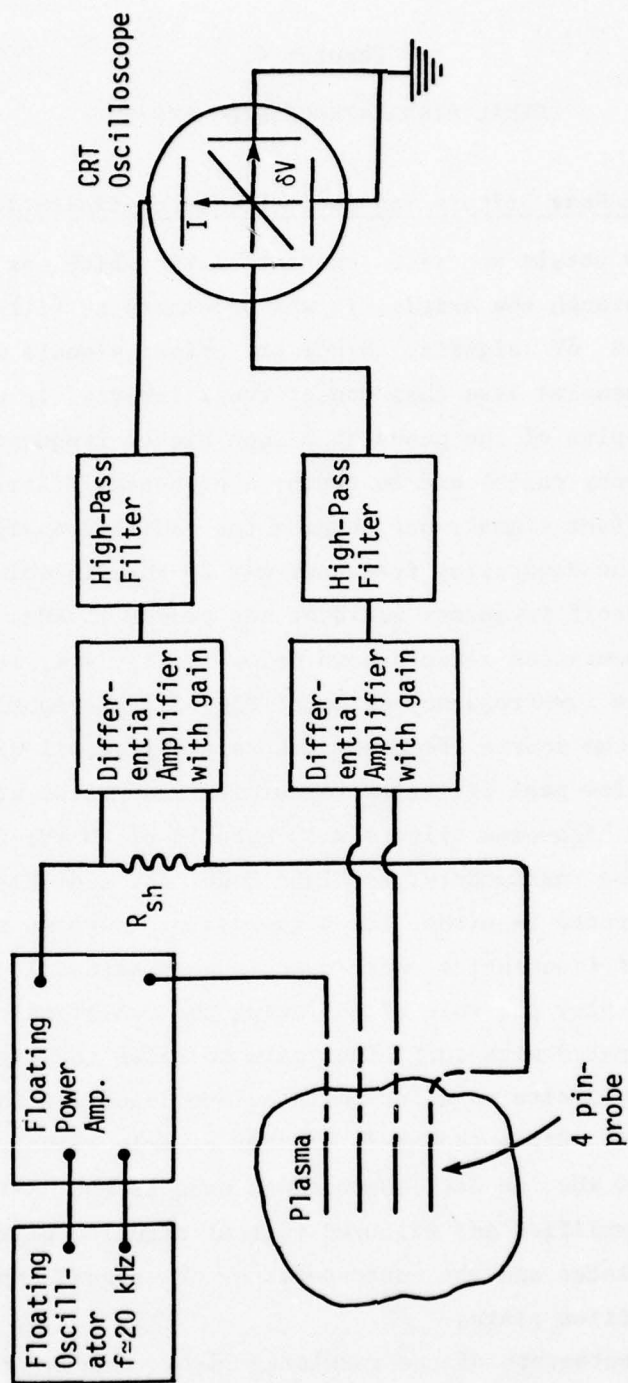 Floating
Oscill-
ator
f≃20 kHz
Floating
Power
Amp.
R_sh
Differ-
ential
Amplifier
with gain
High-Pass
Filter
Differ-
ential
Amplifier
with gain
High-Pass
Filter
CRT
Oscilloscope
I
δV
Plasma
4 pin-
probe